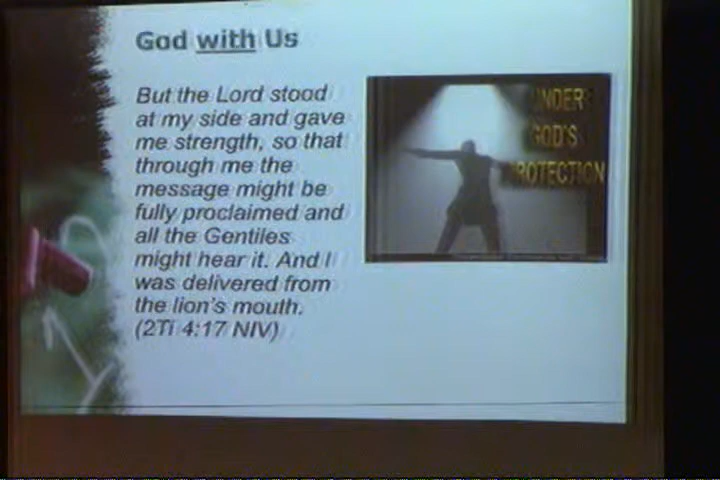 God with Us
But the Lord stood
at my side and gave
me strength, so that
through me the
message might be
fully proclaimed and
all the Gentiles
might hear it. And I
was delivered from
the lion's mouth.
(2Ti 4:17 NIV)
UNDER
GOD'S
PROTECTION